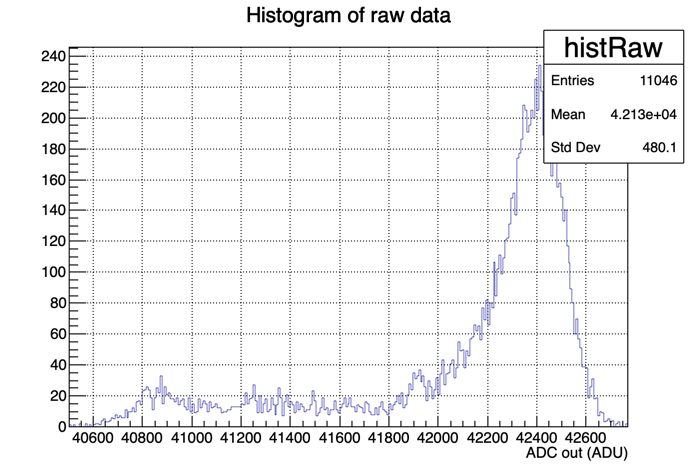 Histogram of raw data
histRaw
Entries 11046
Mean 4.213e+04
Std Dev 480.1
240
220
200
180
160
140
120
100
80
60
40
20
0
40600 40800 41000 41200 41400 41600 41800 42000 42200 42400 42600
ADC out (ADU)